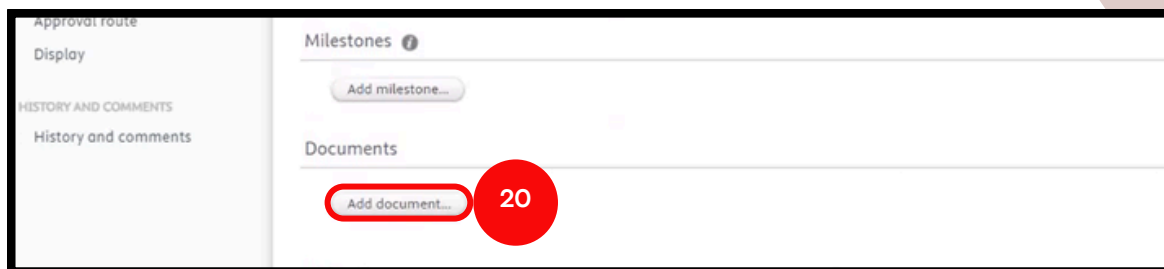 Approval route
Display
HISTORY AND COMMENTS
History and comments
Milestones
Add milestone...
Documents
Add document...
20